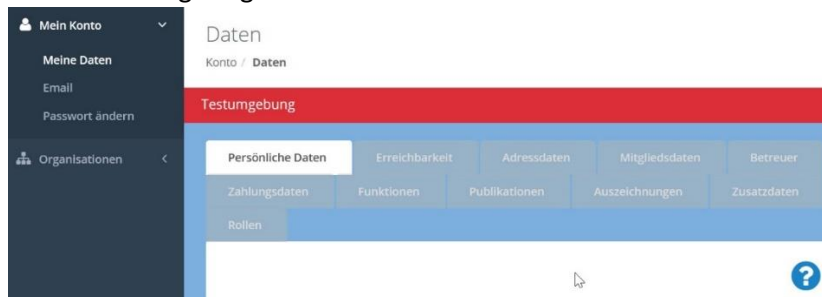 Mein Konto
Meine Daten
Email
Passwort ändern
Organisationen
Daten
Konto / Daten
Testumgebung
Persönliche Daten Erreichbarkeit Adressdaten Mitgliedsdaten Betreuer
Zahlungsdaten Funktionen Publikationen Auszeichnungen Zusatzdaten
Rollen
?